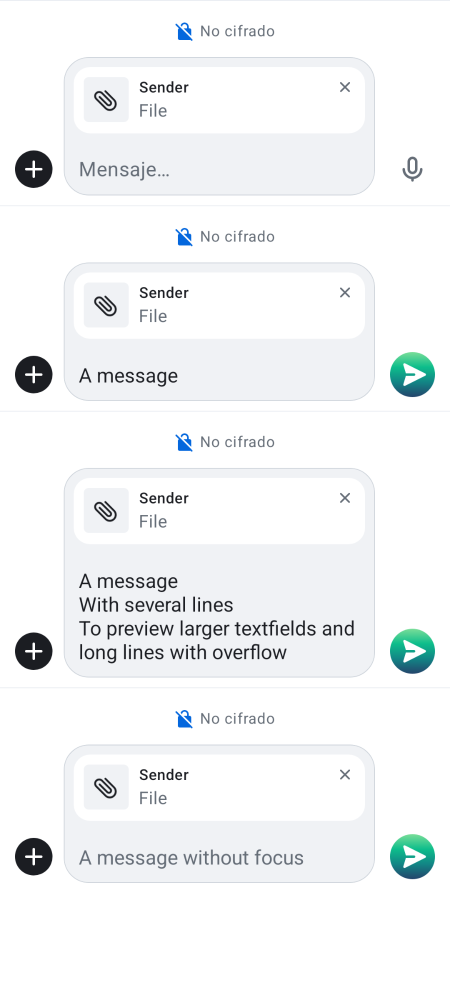 No cifrado
Sender
File
Mensaje…
No cifrado
Sender
File
A message
No cifrado
Sender
File
A message
With several lines
To preview larger textfields and
long lines with overflow
No cifrado
Sender
File
A message without focus